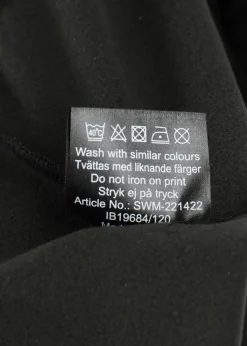 40°C
Wash with similar colours
Tvättas med liknande färger
Do not iron on print
Stryk ej på tryck
Article No.: SWM-221422
IB19684/120